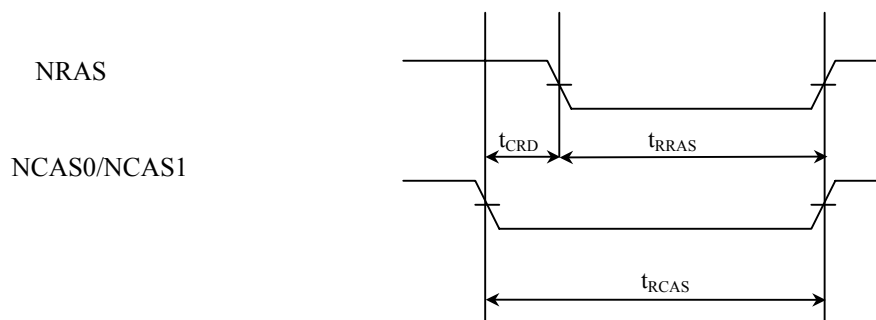 NRAS
tCRD
tRRAS
NCAS0/NCAS1
tRCAS